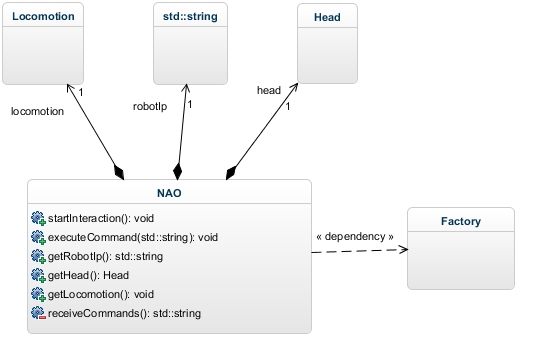 Locomotion
std::string
Head
1
1
1
locomotion
robotIp
head
NAO
startInteraction(): void
executeCommand(std::string): void
getRobotIp(): std::string
getHead(): Head
getLocomotion(): void
receiveCommands(): std::string
« dependency »
Factory